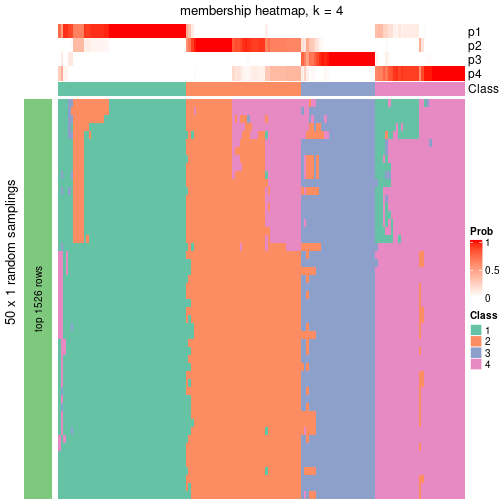 membership heatmap, k = 4
p1
p2
p3
p4
Class
50 x 1 random samplings
top 1526 rows
Prob
1
0.5
0
Class
1
2
3
4